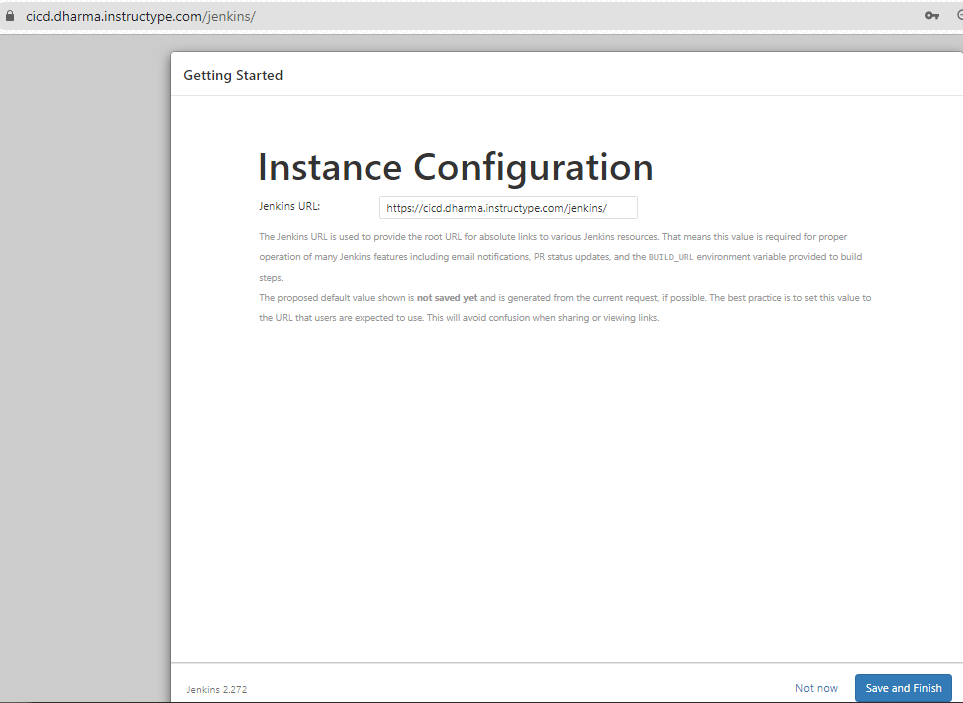 cicd.dharma.instructype.com/jenkins/
Getting Started
Instance Configuration
Jenkins URL: https://cicd.dharma.instructype.com/jenkins/
The Jenkins URL is used to provide the root URL for absolute links to various Jenkins resources. That means this value is required for proper
operation of many Jenkins features including email notifications, PR status updates, and the BUILD_URL environment variable provided to build
steps.
The proposed default value shown is not saved yet and is generated from the current request, if possible. The best practice is to set this value to
the URL that users are expected to use. This will avoid confusion when sharing or viewing links.
Jenkins 2.272
Not now
Save and Finish